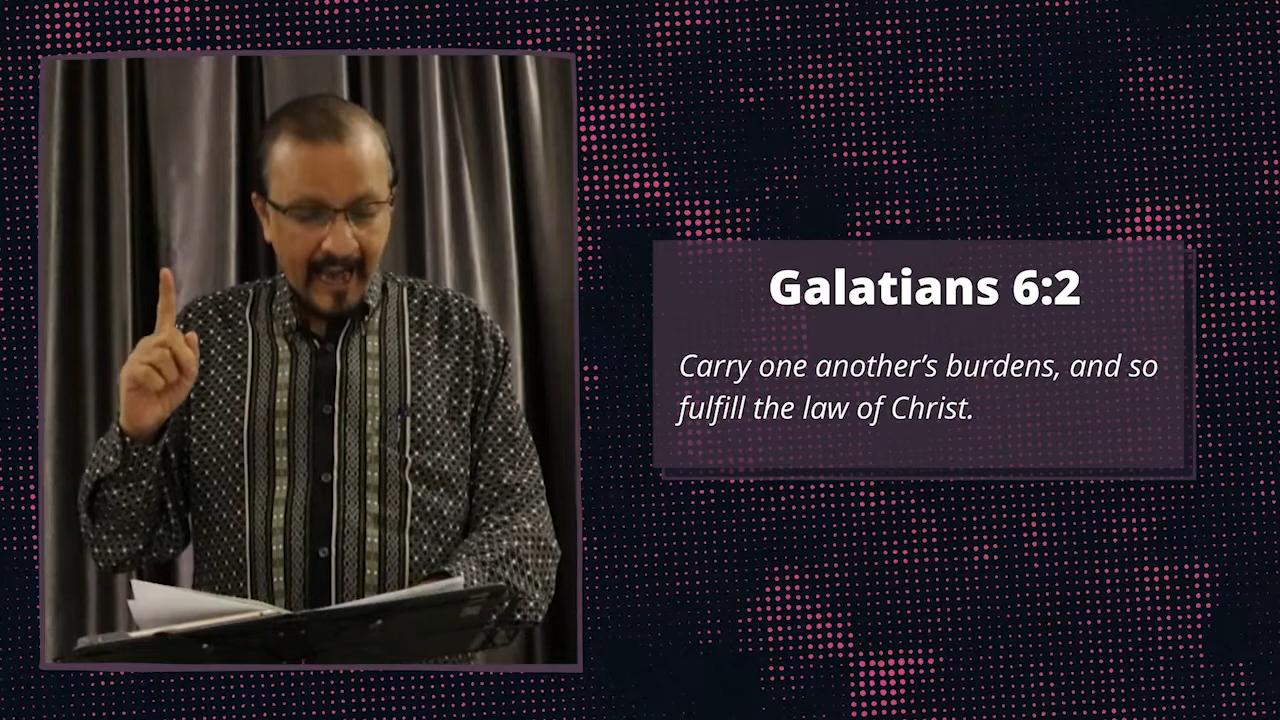 Galatians 6:2
Carry one another’s burdens, and so
fulfill the law of Christ.